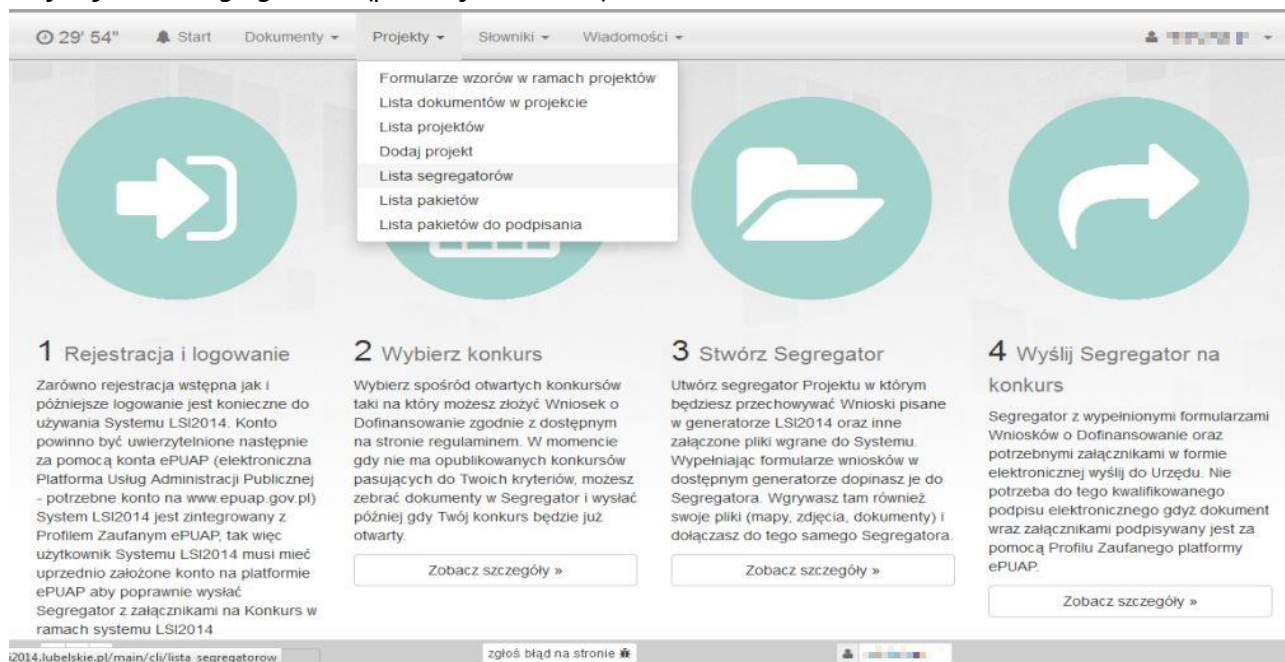 29' 54" Start Dokumenty Projekty Słowniki Wiadomości
Formularze wzorów w ramach projektów
Lista dokumentów w projekcie
Lista projektów
Dodaj projekt
Lista segregatorów
Lista pakietów
Lista pakietów do podpisania
1 Rejestracja i logowanie
Zarówno rejestracja wstępna jak i
późniejsze logowanie jest konieczne do
używania Systemu LSI2014. Konto
powinno być uwierzytelnione następnie
za pomocą konta ePUAP (elektroniczna
Platforma Usług Administracji Publicznej
- potrzebne konto na www.epuap.gov.pl)
System LSI2014 jest zintegrowany z
Profilem Zaufanym ePUAP, tak więc
użytkownik Systemu LSI2014 musi mieć
uprzednio założone konto na platformie
ePUAP aby poprawnie wysłać
Segregator z załącznikami na Konkurs w
ramach systemu LSI2014
2 Wybierz konkurs
Wybierz spośród otwartych konkursów
taki na który możesz złożyć Wniosek o
Dofinansowanie zgodnie z dostępnym
na stronie regulaminem. W momencie
gdy nie ma opublikowanych konkursów
pasujących do Twoich kryteriów, możesz
zebrać dokumenty w Segregator i wysłać
później gdy Twój konkurs będzie już
otwarty.
Zobacz szczegóły »
3 Stwórz Segregator
Utwórz segregator Projektu w którym
będziesz przechowywać Wnioski pisane
w generatorze LSI2014 oraz inne
załączone pliki wgrane do Systemu.
Wypełniając formularze wniosków w
dostępnym generatorze dopinasz je do
Segregatora. Wgrywasz tam również
swoje pliki (mapy, zdjęcia, dokumenty) i
dołączasz do tego samego Segregatora.
Zobacz szczegóły »
4 Wyślij Segregator na
konkurs
Segregator z wypełnionymi formularzami
Wniosków o Dofinansowanie oraz
potrzebnymi załącznikami w formie
elektronicznej wyślij do Urzędu. Nie
potrzeba do tego kwalifikowanego
podpisu elektronicznego gdyż dokument
wraz załącznikami podpisywany jest za
pomocą Profilu Zaufanego platformy
ePUAP.
Zobacz szczegóły »
i2014.lubelskie.pl/main/cli/lista_segregatorow
zgłoś błąd na stronie